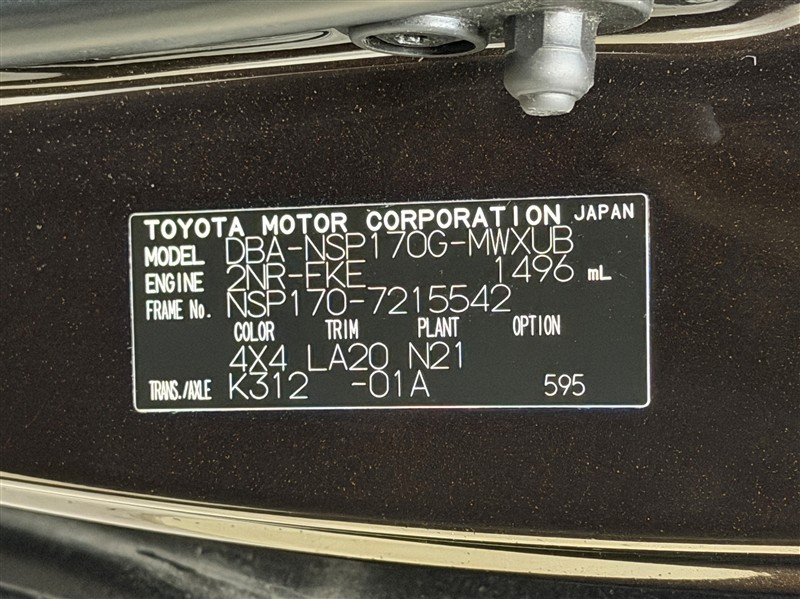 TOYOTA MOTOR CORPORATION JAPAN
MODEL DBA-NSP170G-MWXUB
ENGINE 2NR-FKE 1496 mL
FRAME No. NSP170-7215542
COLOR TRIM PLANT OPTION
4X4 LA20 N21
TRANS./AXLE K312 -01A 595